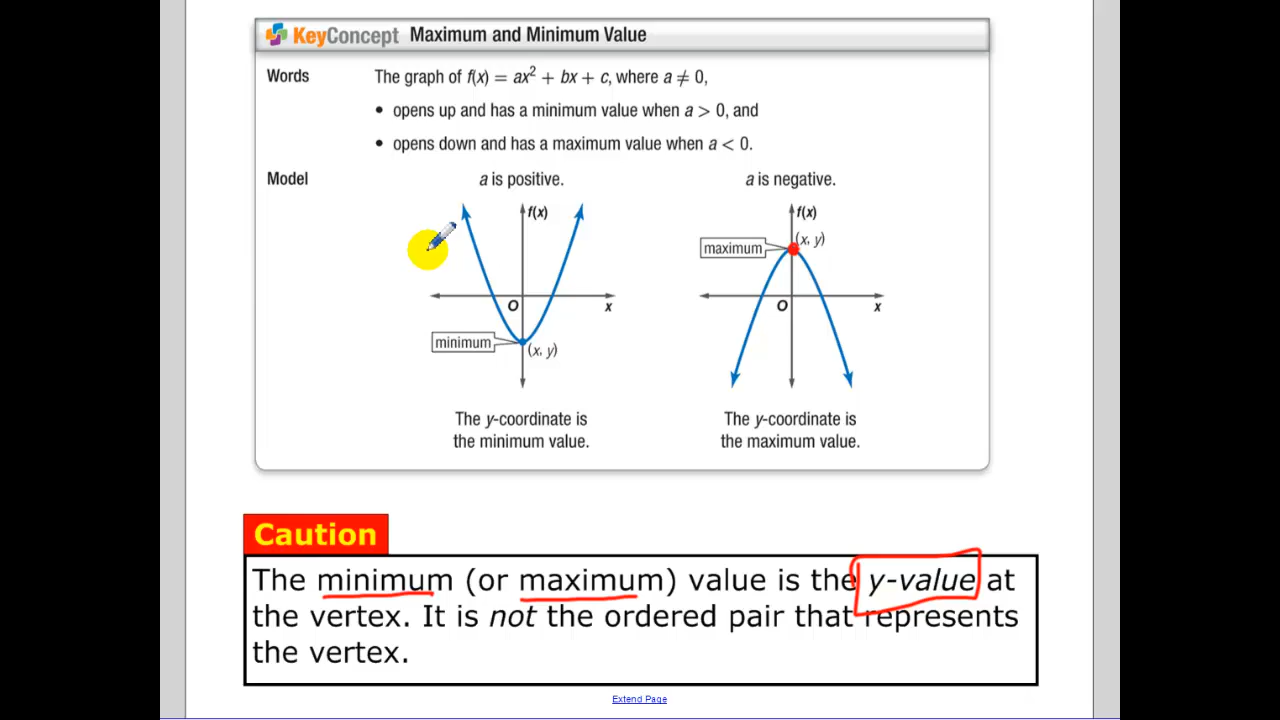 KeyConcept Maximum and Minimum Value
Words The graph of f(x) = ax² + bx + c, where a ≠ 0,
• opens up and has a minimum value when a > 0, and
• opens down and has a maximum value when a < 0.
Model a is positive. a is negative.
f(x) f(x)
maximum (x, y)
O x O x
minimum (x, y)
The y-coordinate is The y-coordinate is
the minimum value. the maximum value.
Caution
The minimum (or maximum) value is the y-value at
the vertex. It is not the ordered pair that represents
the vertex.
Extend Page